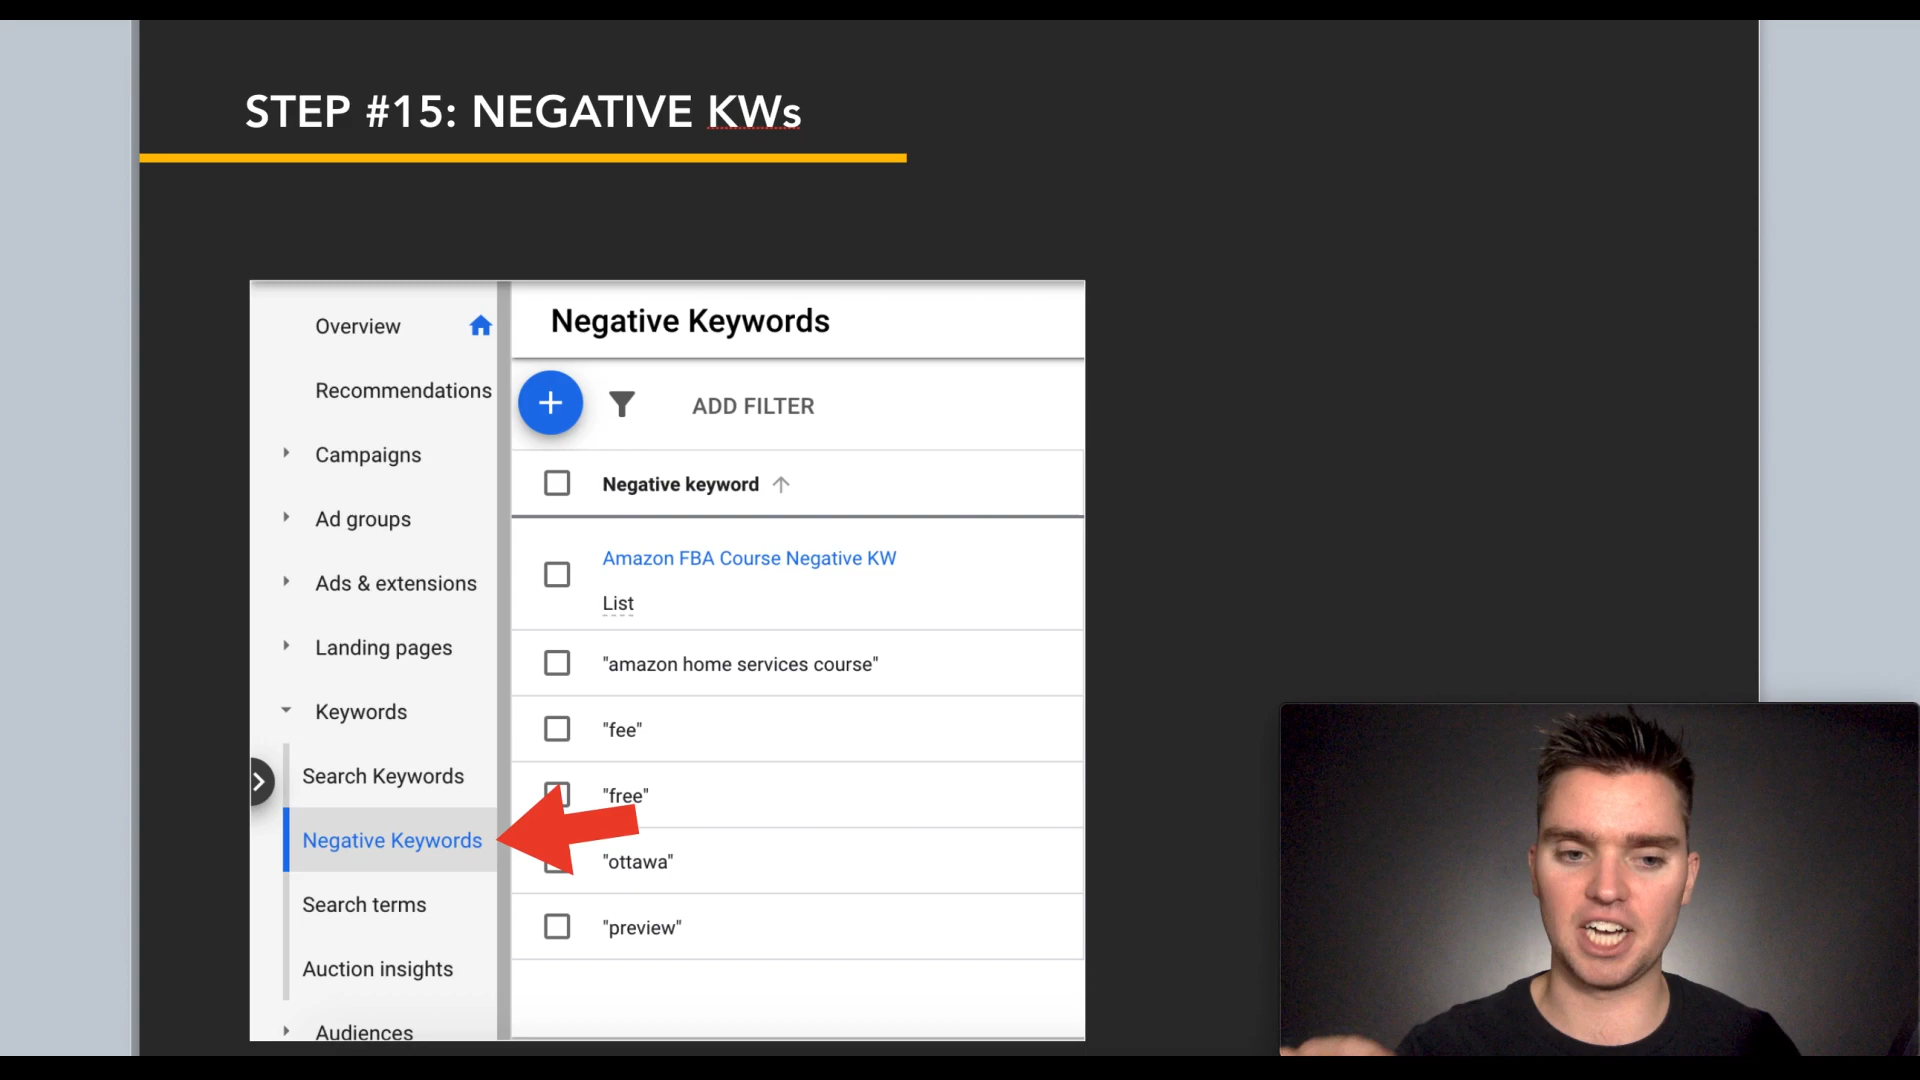 STEP #15: NEGATIVE KWs
Overview
Recommendations
Campaigns
Ad groups
Ads & extensions
Landing pages
Keywords
Search Keywords
Negative Keywords
Search terms
Auction insights
Audiences
Negative Keywords
ADD FILTER
Negative keyword
Amazon FBA Course Negative KW
List
"amazon home services course"
"fee"
"free"
"ottawa"
"preview"